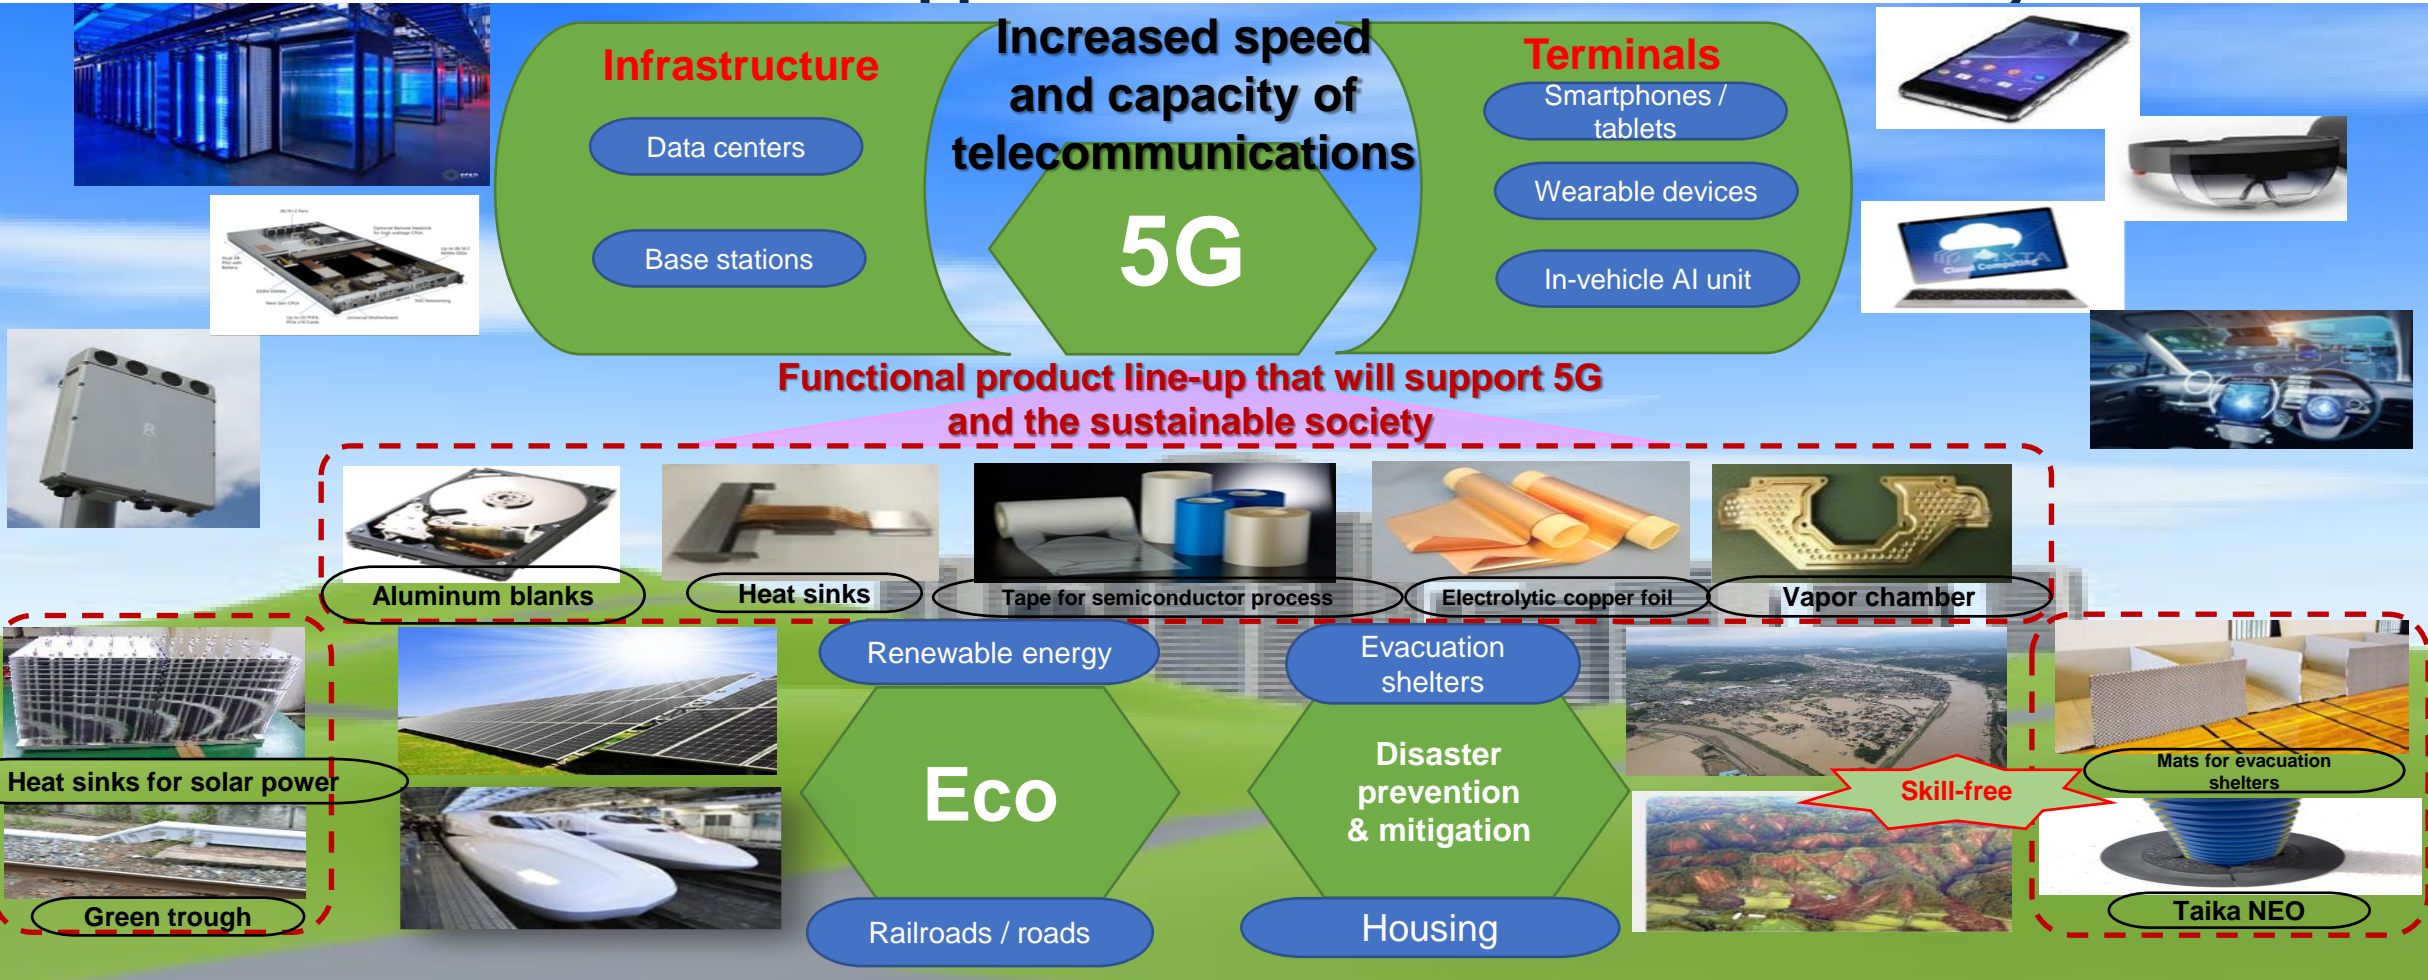 Increased speed
and capacity of
telecommunications
Infrastructure
Data centers
Base stations
5G
Terminals
Smartphones /
tablets
Wearable devices
In-vehicle AI unit
Cloud Computing
Functional product line-up that will support 5G
and the sustainable society
Aluminum blanks
Heat sinks
Tape for semiconductor process
Electrolytic copper foil
Vapor chamber
Heat sinks for solar power
Green trough
Renewable energy
Eco
Railroads / roads
Evacuation
shelters
Disaster
prevention
& mitigation
Housing
Skill-free
Mats for evacuation
shelters
Taika NEO